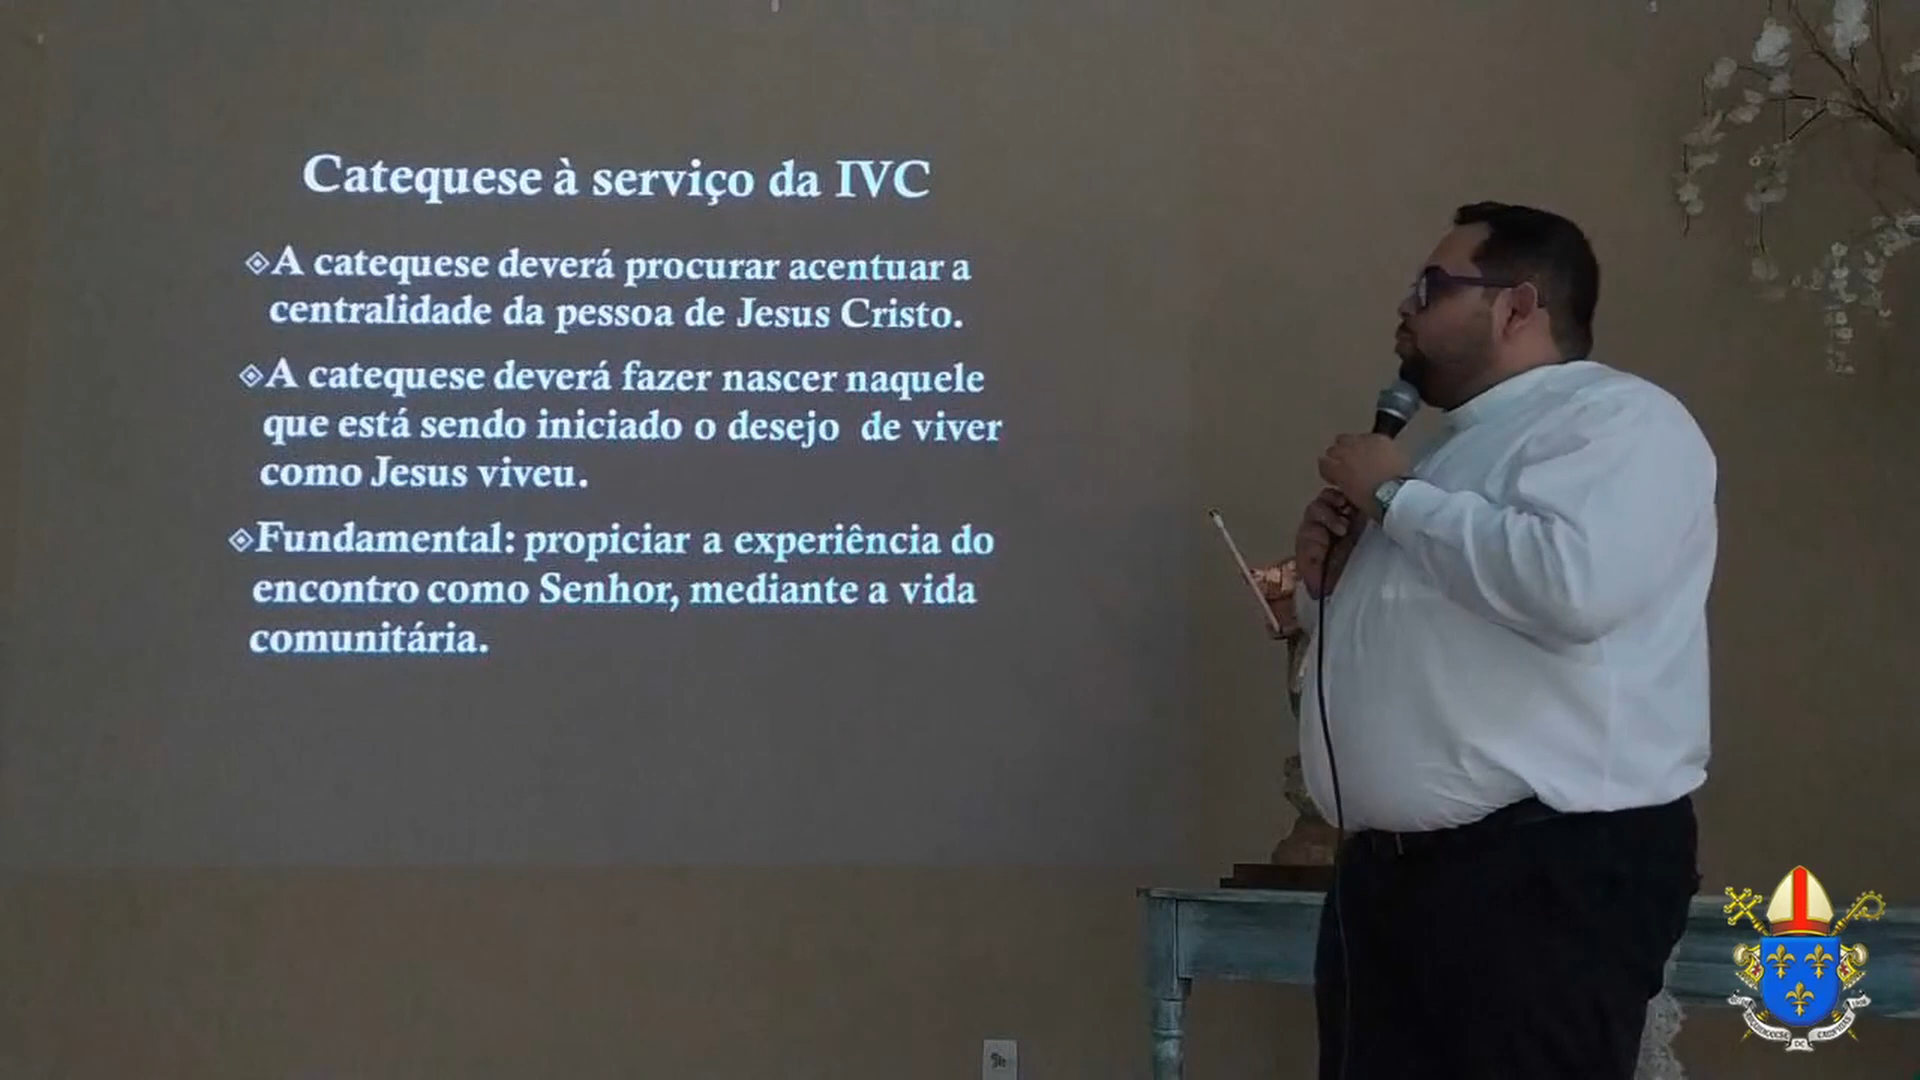 Catequese à serviço da IVC
A catequese deverá procurar acentuar a
centralidade da pessoa de Jesus Cristo.
A catequese deverá fazer nascer naquele
que está sendo iniciado o desejo de viver
como Jesus viveu.
Fundamental: propiciar a experiência do
encontro como Senhor, mediante a vida
comunitária.